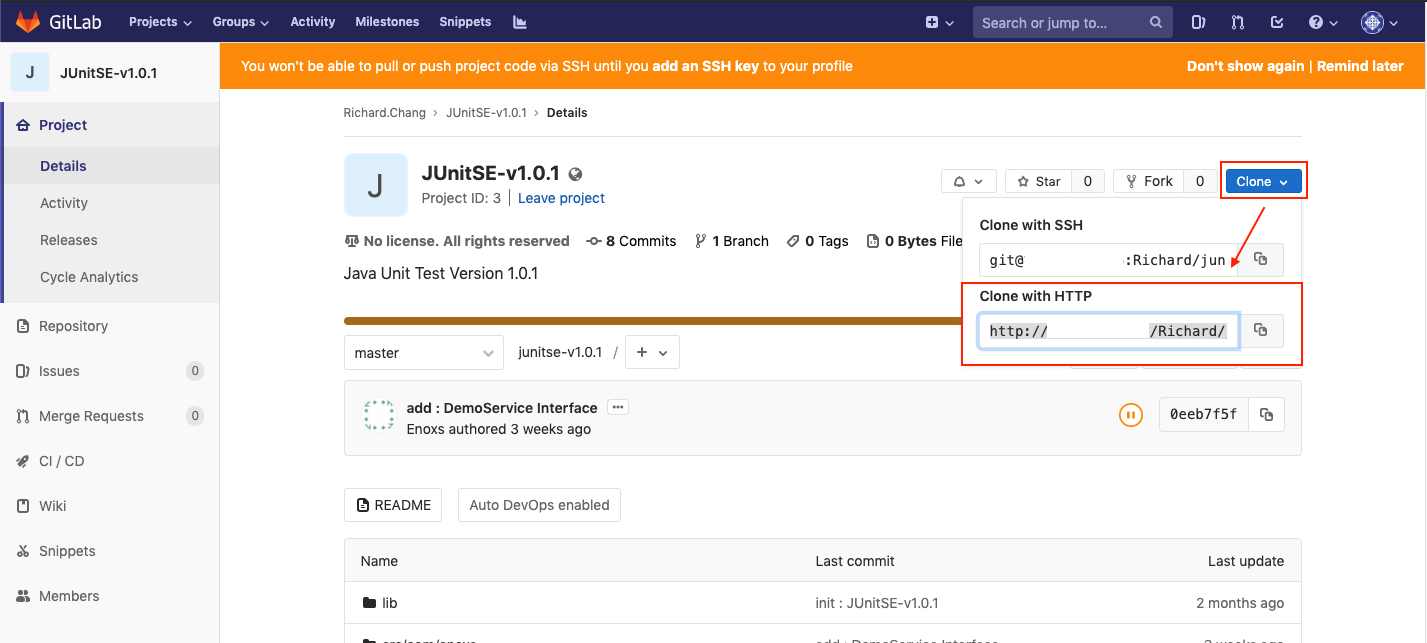 GitLab Projects Groups Activity Milestones Snippets Search or jump to...
J JUnitSE-v1.0.1
You won't be able to pull or push project code via SSH until you add an SSH key to your profile Don't show again | Remind later
Project
Details
Activity
Releases
Cycle Analytics
Repository
Issues 0
Merge Requests 0
CI / CD
Wiki
Snippets
Members
Richard.Chang › JUnitSE-v1.0.1 › Details
J
JUnitSE-v1.0.1
Project ID: 3 | Leave project
Star 0 Fork 0 Clone
No license. All rights reserved 8 Commits 1 Branch 0 Tags 0 Bytes File
Java Unit Test Version 1.0.1
Clone with SSH
git@ :Richard/jun
Clone with HTTP
http:// /Richard/
master junitse-v1.0.1 / +
add : DemoService Interface
Enoxs authored 3 weeks ago
0eeb7f5f
README Auto DevOps enabled
Name Last commit Last update
lib init : JUnitSE-v1.0.1 2 months ago